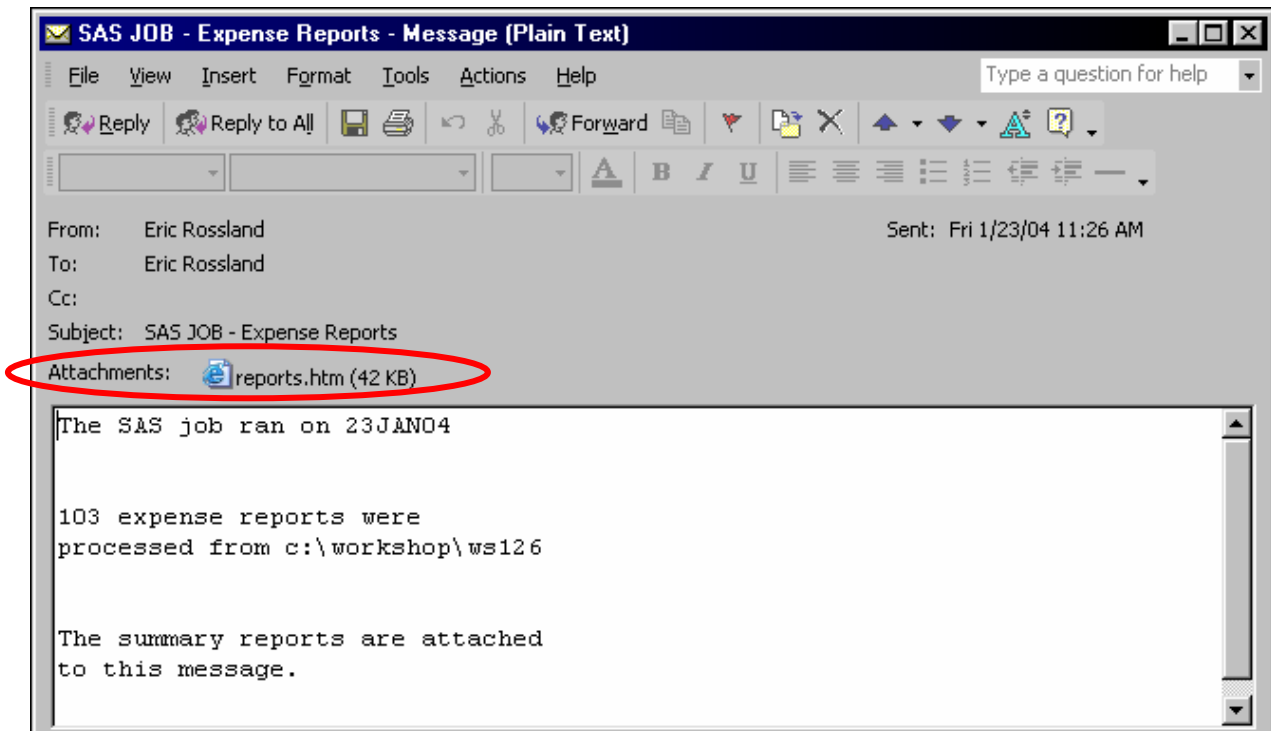 SAS JOB - Expense Reports - Message (Plain Text)
File View Insert Format Tools Actions Help Type a question for help
Reply Reply to All Forward
A B I U
From: Eric Rossland Sent: Fri 1/23/04 11:26 AM
To: Eric Rossland
Cc:
Subject: SAS JOB - Expense Reports
Attachments: reports.htm (42 KB)
The SAS job ran on 23JAN04
103 expense reports were
processed from c:\workshop\ws126
The summary reports are attached
to this message.